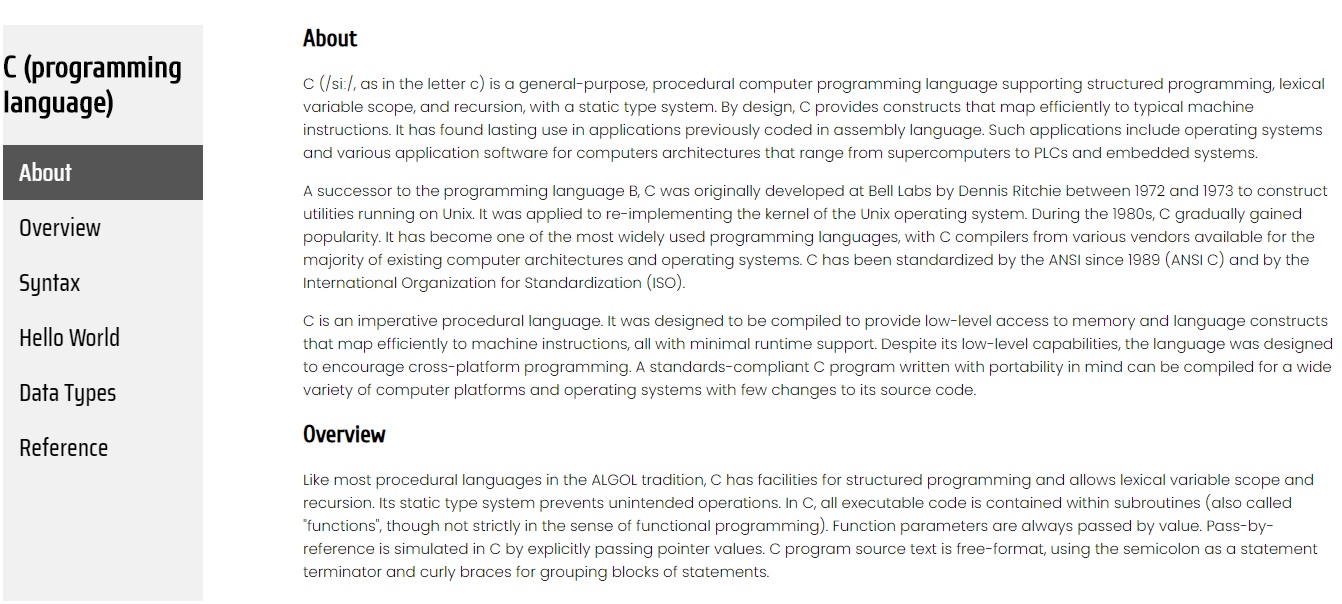 C (programming
language)
About
Overview
Syntax
Hello World
Data Types
Reference
About
C (/siː/, as in the letter c) is a general-purpose, procedural computer programming language supporting structured programming, lexical
variable scope, and recursion, with a static type system. By design, C provides constructs that map efficiently to typical machine
instructions. It has found lasting use in applications previously coded in assembly language. Such applications include operating systems
and various application software for computers architectures that range from supercomputers to PLCs and embedded systems.
A successor to the programming language B, C was originally developed at Bell Labs by Dennis Ritchie between 1972 and 1973 to construct
utilities running on Unix. It was applied to re-implementing the kernel of the Unix operating system. During the 1980s, C gradually gained
popularity. It has become one of the most widely used programming languages, with C compilers from various vendors available for the
majority of existing computer architectures and operating systems. C has been standardized by the ANSI since 1989 (ANSI C) and by the
International Organization for Standardization (ISO).
C is an imperative procedural language. It was designed to be compiled to provide low-level access to memory and language constructs
that map efficiently to machine instructions, all with minimal runtime support. Despite its low-level capabilities, the language was designed
to encourage cross-platform programming. A standards-compliant C program written with portability in mind can be compiled for a wide
variety of computer platforms and operating systems with few changes to its source code.
Overview
Like most procedural languages in the ALGOL tradition, C has facilities for structured programming and allows lexical variable scope and
recursion. Its static type system prevents unintended operations. In C, all executable code is contained within subroutines (also called
"functions", though not strictly in the sense of functional programming). Function parameters are always passed by value. Pass-by-
reference is simulated in C by explicitly passing pointer values. C program source text is free-format, using the semicolon as a statement
terminator and curly braces for grouping blocks of statements.